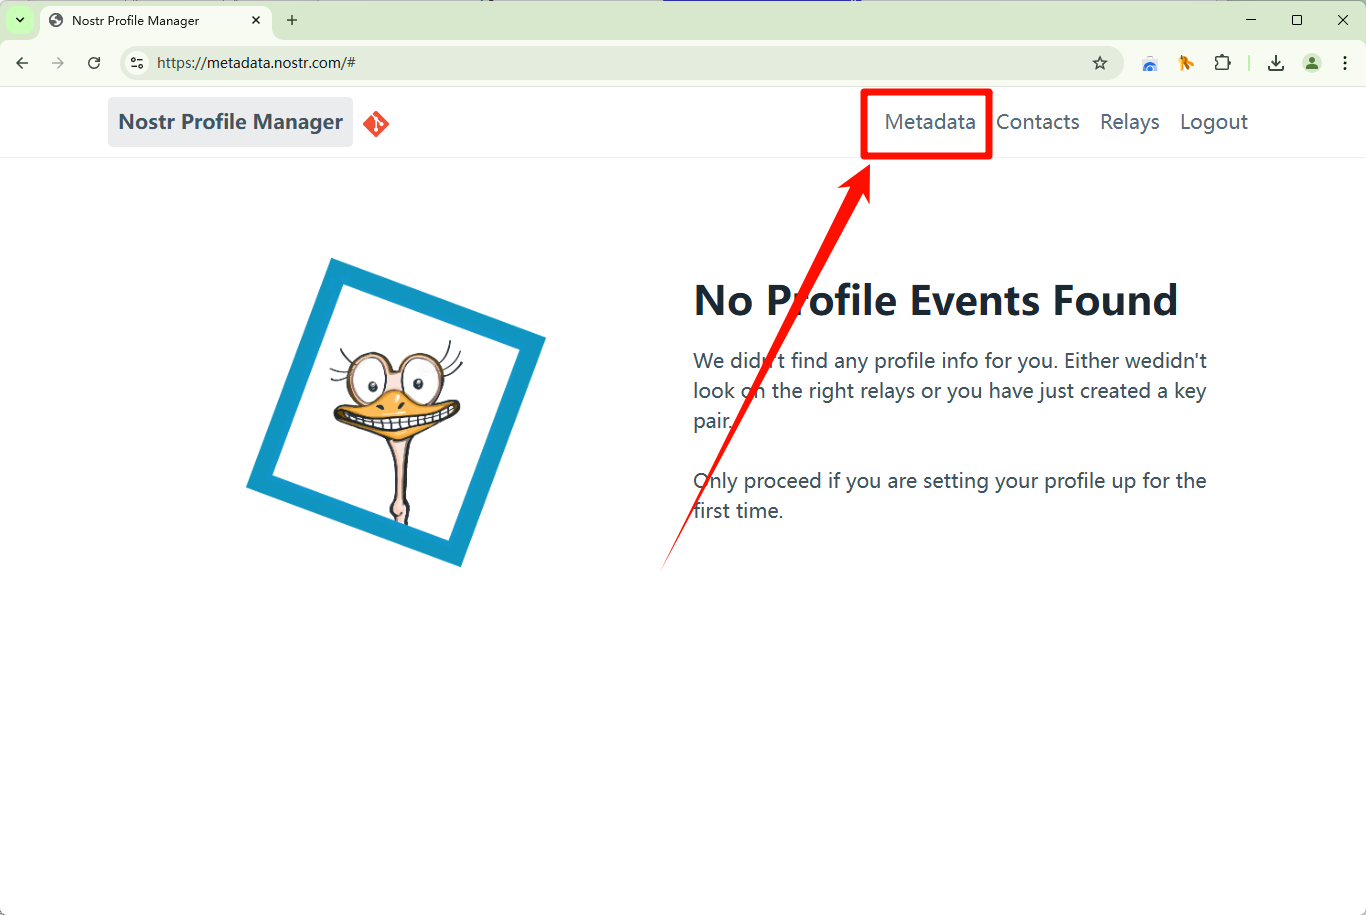 Nostr Profile Manager
https://metadata.nostr.com/#
Nostr Profile Manager
Metadata
Contacts
Relays
Logout
No Profile Events Found
We didn't find any profile info for you. Either wedidn't
look on the right relays or you have just created a key
pair.
Only proceed if you are setting your profile up for the
first time.